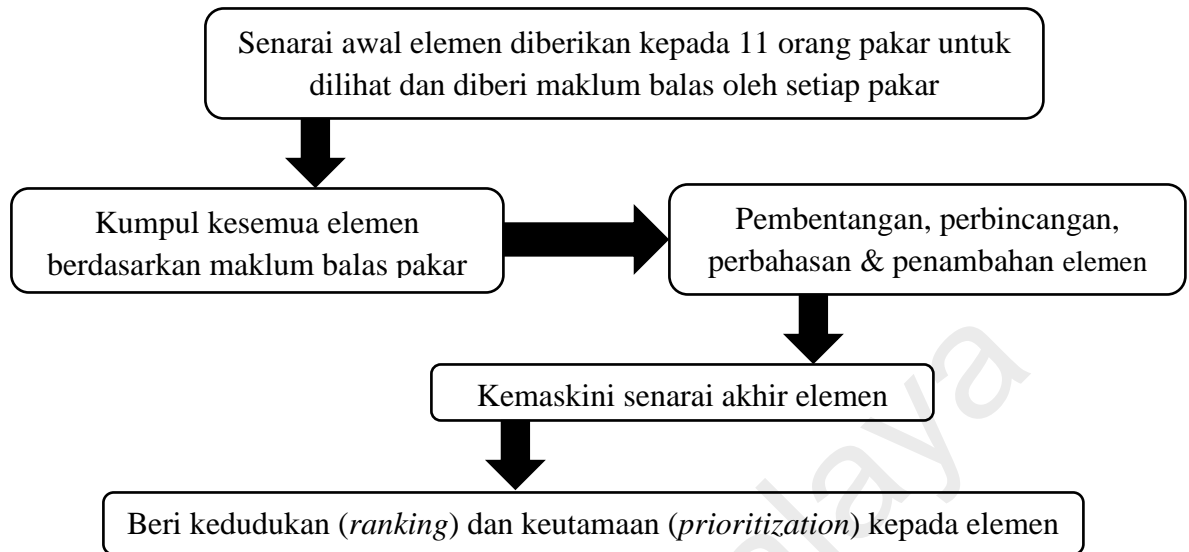 Senarai awal elemen diberikan kepada 11 orang pakar untuk
dilihat dan diberi maklum balas oleh setiap pakar
Kumpul kesemua elemen
berdasarkan maklum balas pakar
Pembentangan, perbincangan,
perbahasan & penambahan elemen
Kemaskini senarai akhir elemen
Beri kedudukan (ranking) dan keutamaan (prioritization) kepada elemen
alaya